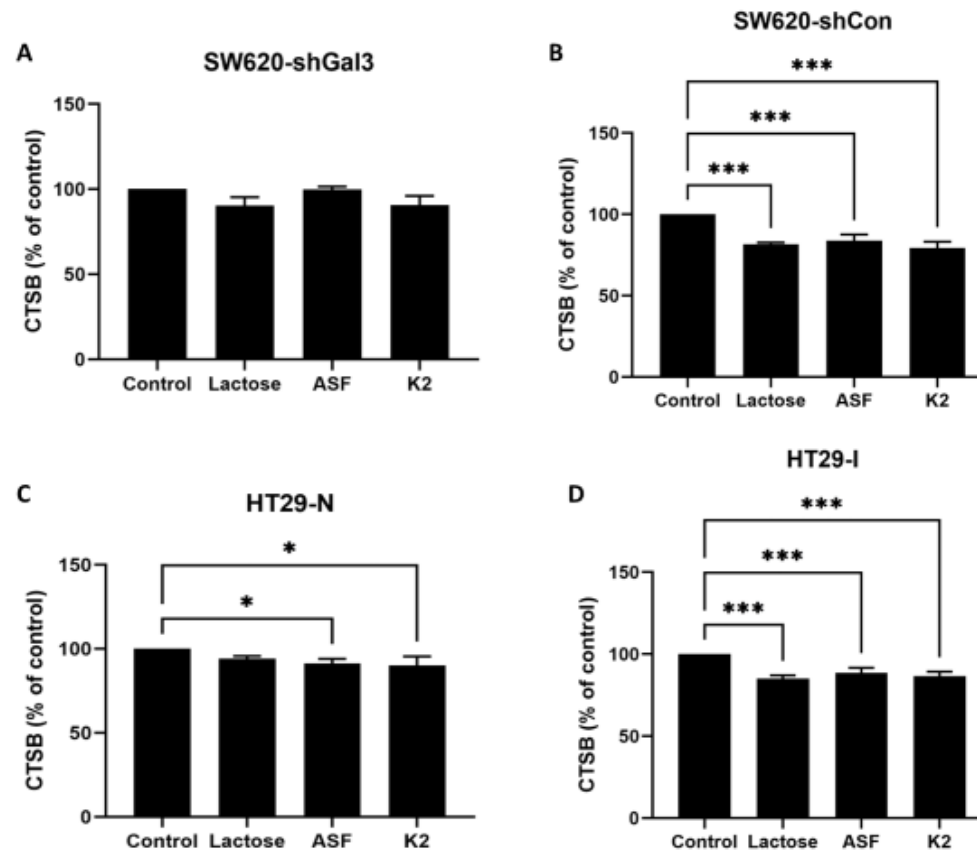 A
SW620-shGal3
CTSB (% of control)
150
100
50
0
Control Lactose ASF K2
B
SW620-shCon
***
***
***
CTSB (% of control)
150
100
50
0
Control Lactose ASF K2
C
HT29-N
*
*
CTSB (% of control)
150
100
50
0
Control Lactose ASF K2
D
HT29-I
***
***
***
CTSB (% of control)
150
100
50
0
Control Lactose ASF K2